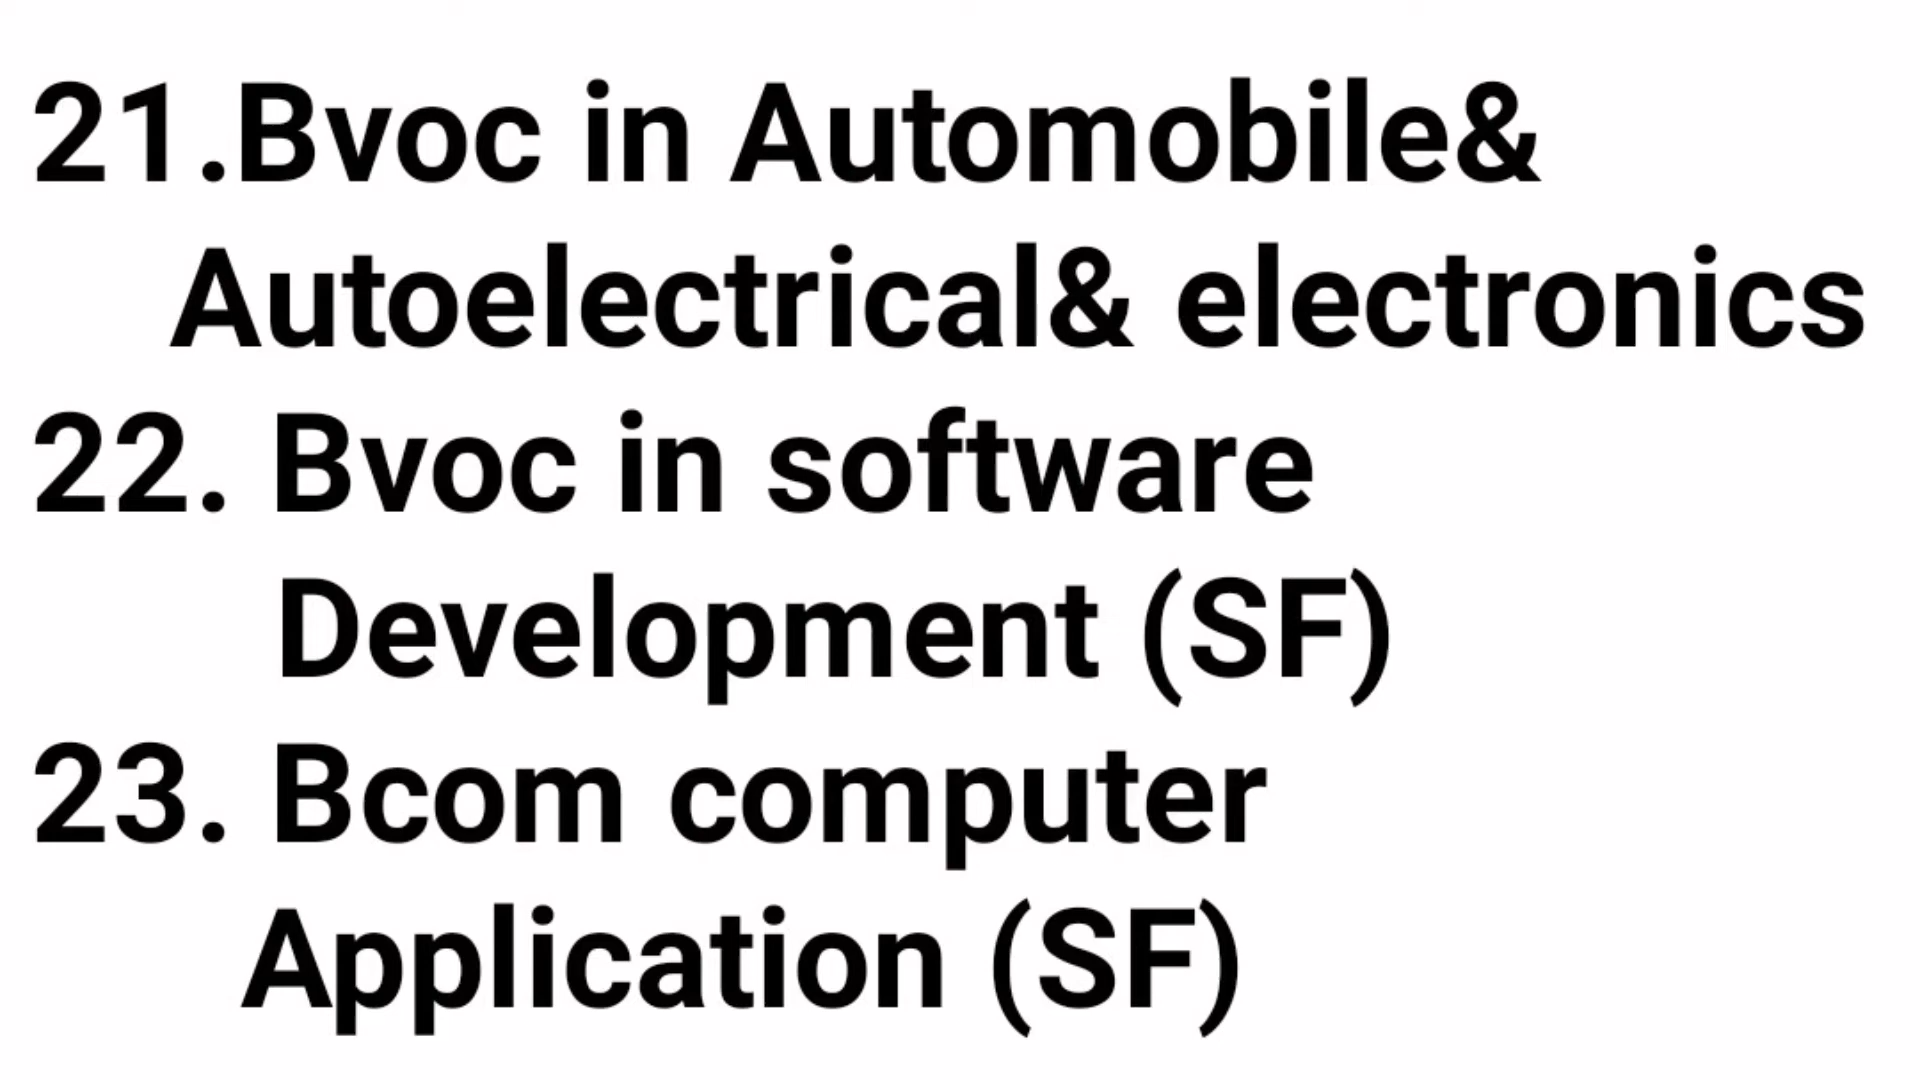 21.Bvoc in Automobile&
Autoelectrical& electronics
22. Bvoc in software
Development (SF)
23. Bcom computer
Application (SF)